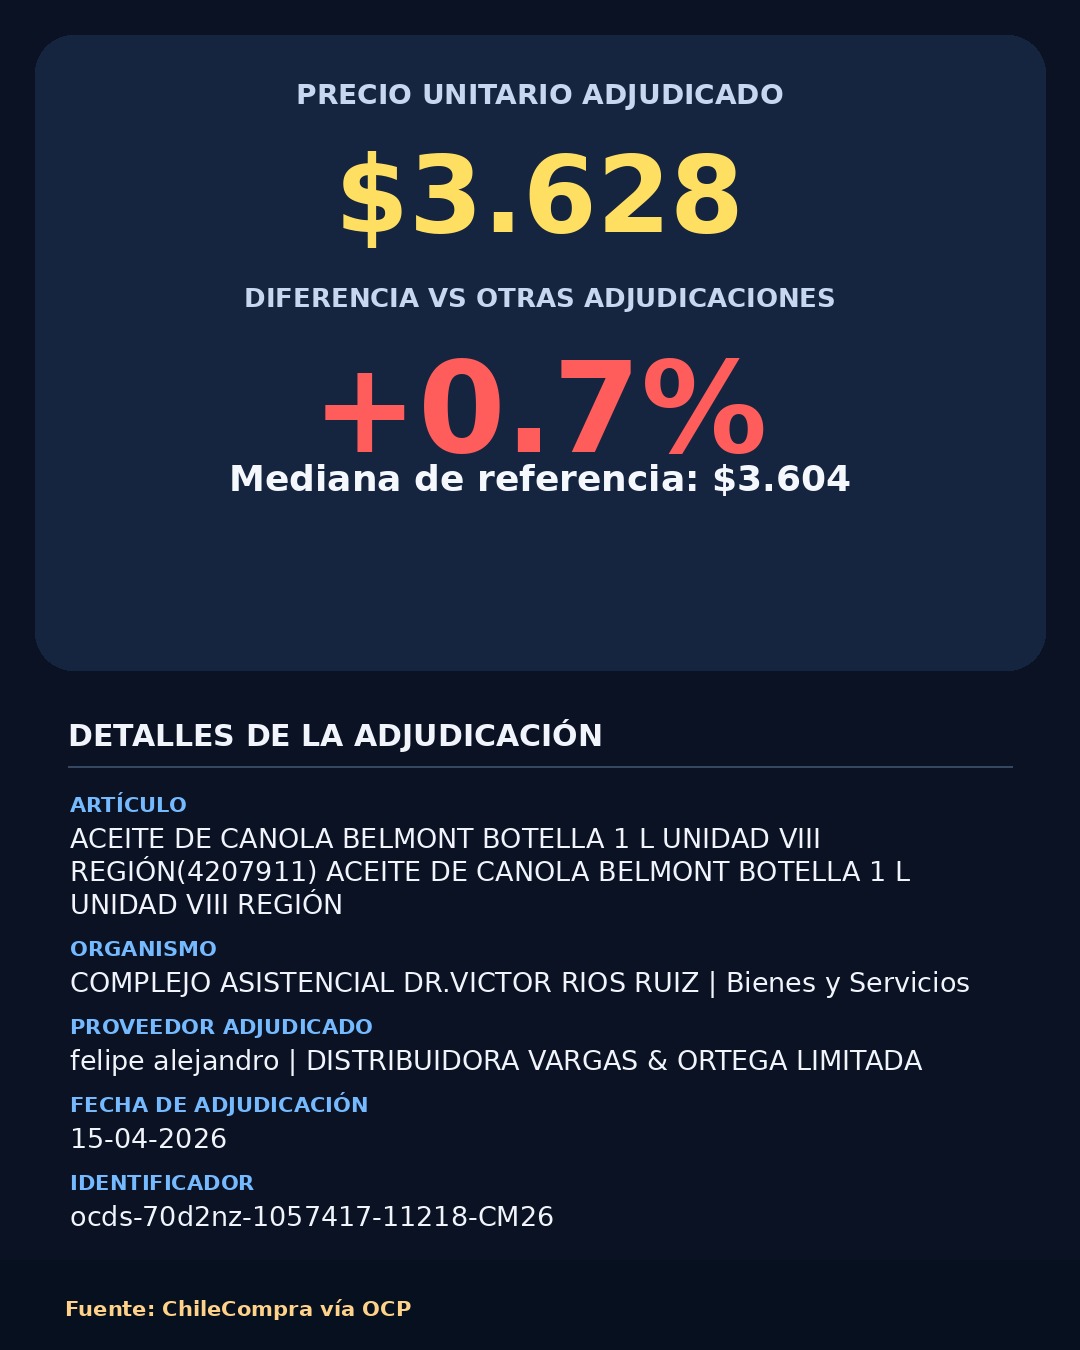 PRECIO UNITARIO ADJUDICADO
$3.628
DIFERENCIA VS OTRAS ADJUDICACIONES
+0.7%
Mediana de referencia: $3.604
DETALLES DE LA ADJUDICACIÓN
ARTÍCULO
ACEITE DE CANOLA BELMONT BOTELLA 1 L UNIDAD VIII
REGIÓN(4207911) ACEITE DE CANOLA BELMONT BOTELLA 1 L
UNIDAD VIII REGIÓN
ORGANISMO
COMPLEJO ASISTENCIAL DR.VICTOR RIOS RUIZ | Bienes y Servicios
PROVEEDOR ADJUDICADO
felipe alejandro | DISTRIBUIDORA VARGAS & ORTEGA LIMITADA
FECHA DE ADJUDICACIÓN
15-04-2026
IDENTIFICADOR
ocds-70d2nz-1057417-11218-CM26
Fuente: ChileCompra vía OCP